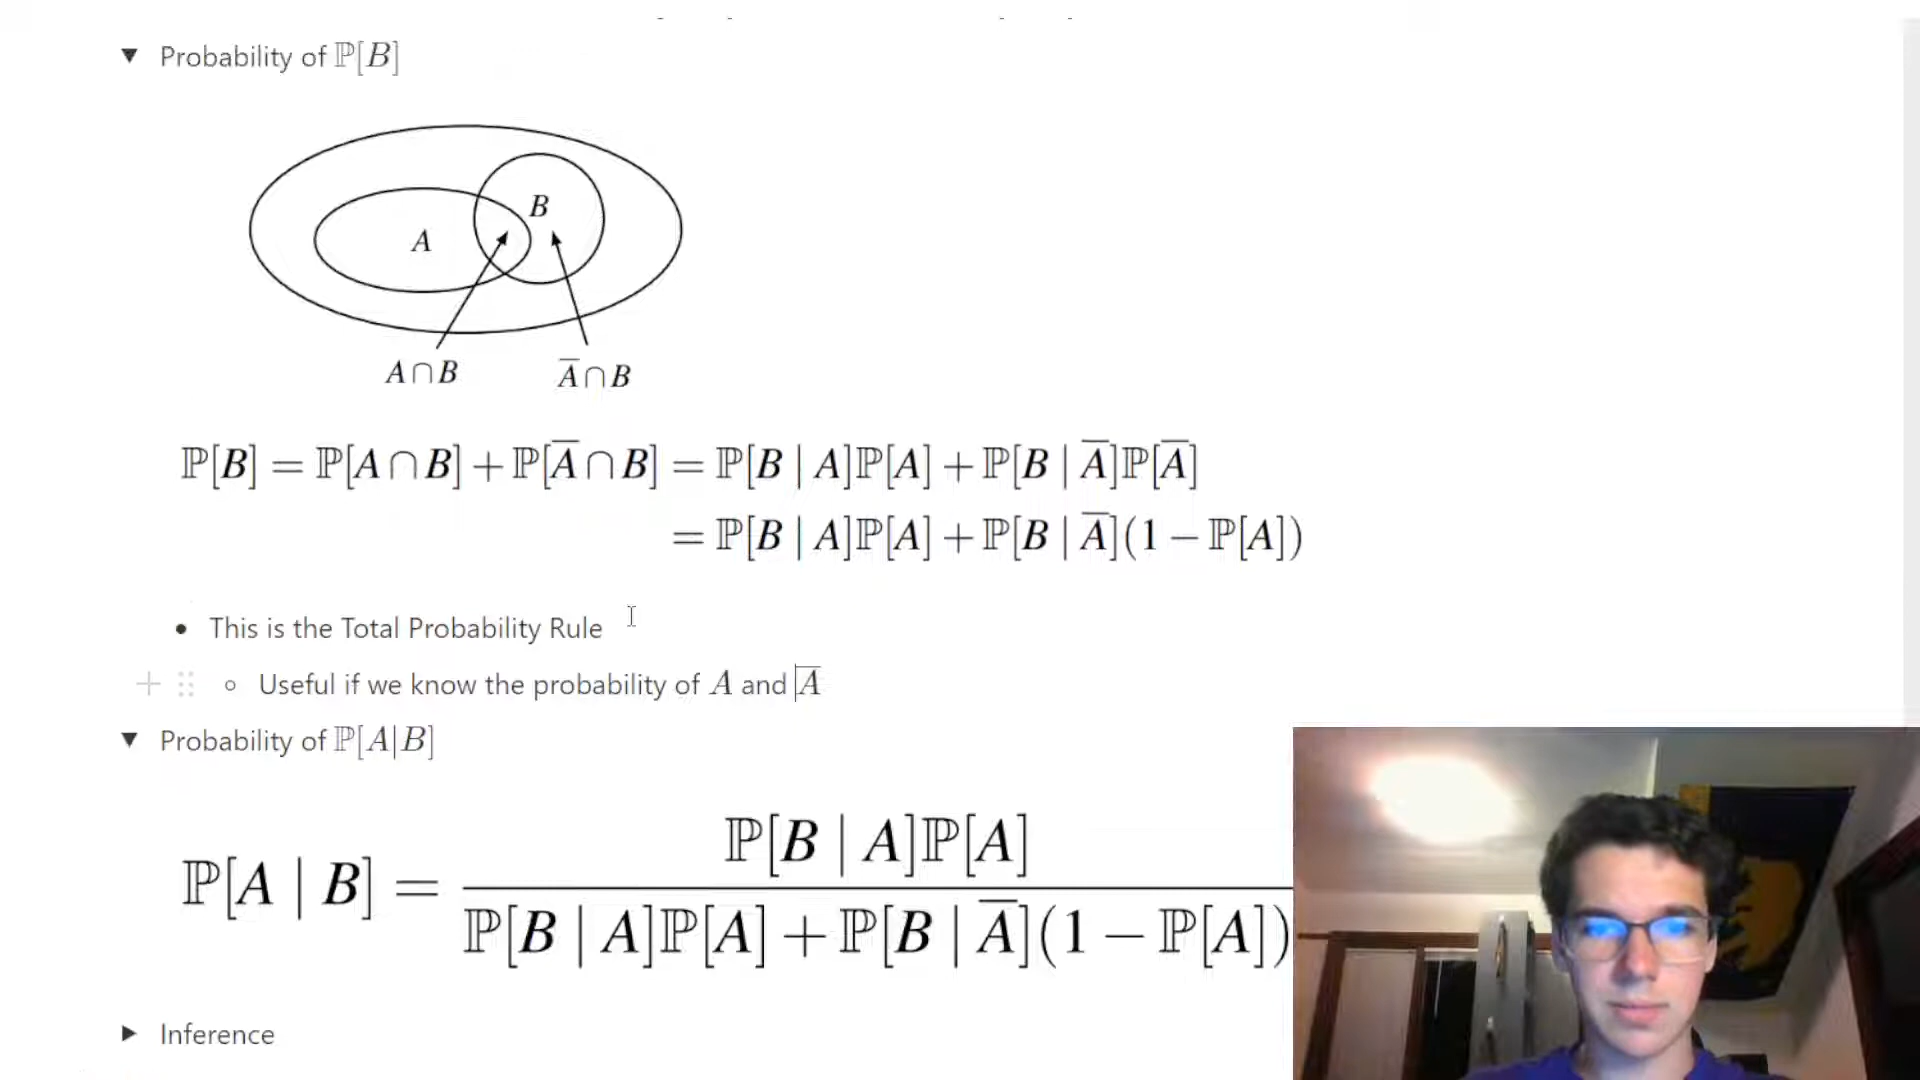 Probability of ℙ[B]
B
A
A∩B
A̅∩B
ℙ[B] = ℙ[A∩B] + ℙ[A̅∩B] = ℙ[B | A]ℙ[A] + ℙ[B | A̅]ℙ[A̅]
= ℙ[B | A]ℙ[A] + ℙ[B | A̅](1 − ℙ[A])
• This is the Total Probability Rule
◦ Useful if we know the probability of A and A̅
Probability of ℙ[A|B]
ℙ[B | A]ℙ[A]
ℙ[A | B] =
ℙ[B | A]ℙ[A] + ℙ[B | A̅](1 − ℙ[A])
Inference